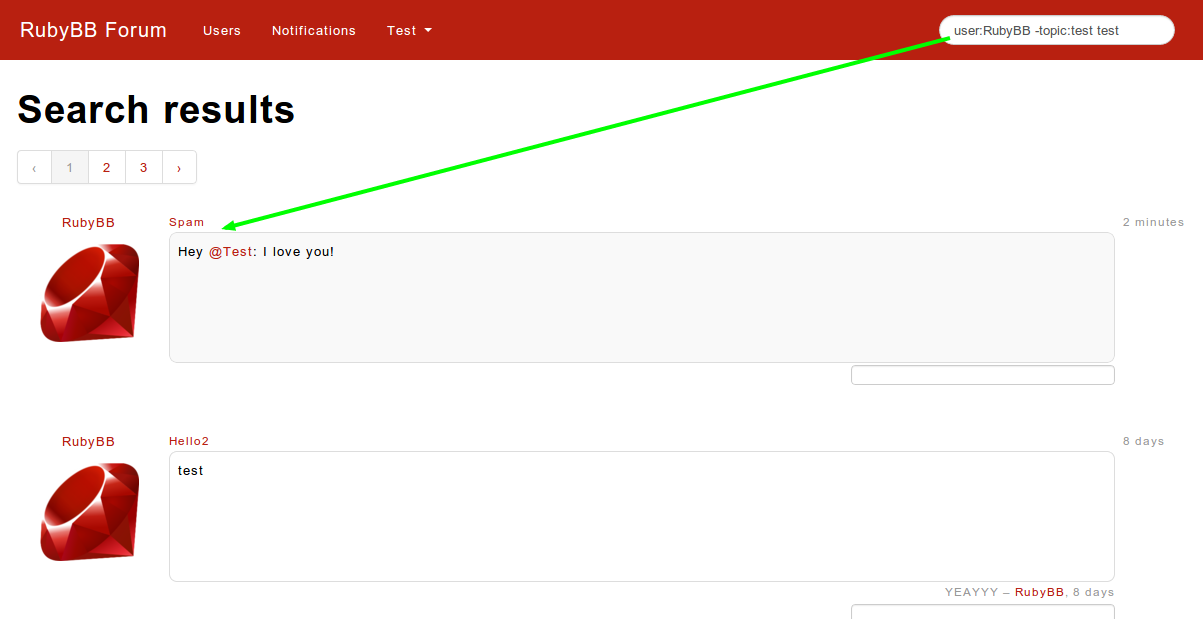 RubyBB Forum Users Notifications Test user:RubyBB -topic:test test
Search results
‹ 1 2 3 ›
RubyBB Spam 2 minutes
Hey @Test: I love you!
RubyBB Hello2 8 days
test
YEAYYY – RubyBB, 8 days